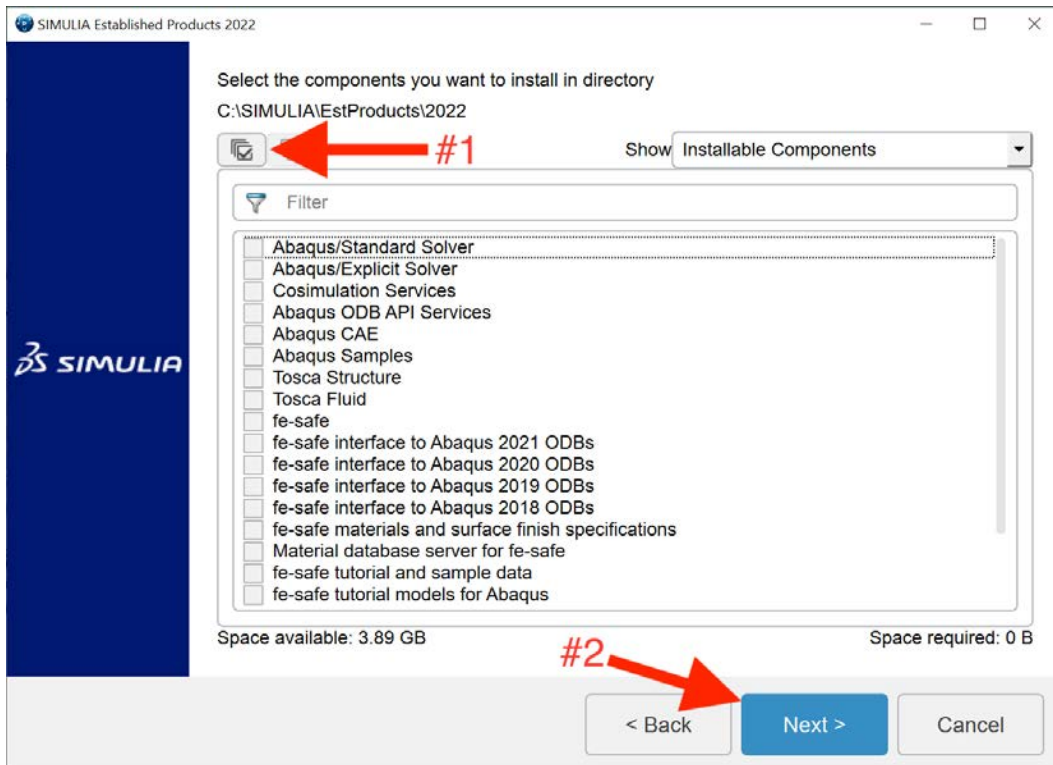 SIMULIA Established Products 2022
Select the components you want to install in directory
C:\SIMULIA\EstProducts\2022
#1
Show Installable Components
Filter
Abaqus/Standard Solver
Abaqus/Explicit Solver
Cosimulation Services
Abaqus ODB API Services
Abaqus CAE
Abaqus Samples
Tosca Structure
Tosca Fluid
fe-safe
fe-safe interface to Abaqus 2021 ODBs
fe-safe interface to Abaqus 2020 ODBs
fe-safe interface to Abaqus 2019 ODBs
fe-safe interface to Abaqus 2018 ODBs
fe-safe materials and surface finish specifications
Material database server for fe-safe
fe-safe tutorial and sample data
fe-safe tutorial models for Abaqus
SIMULIA
Space available: 3.89 GB
Space required: 0 B
#2
< Back
Next >
Cancel